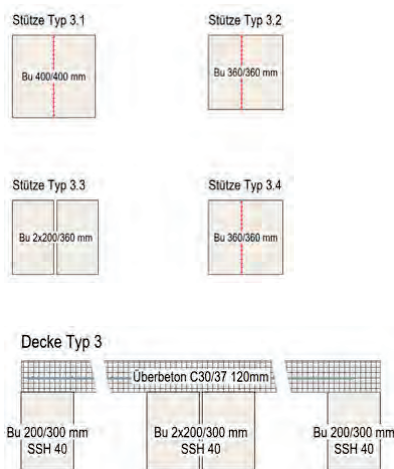 Stütze Typ 3.1
Stütze Typ 3.2
Bu 400/400 mm
Bu 360/360 mm
Stütze Typ 3.3
Stütze Typ 3.4
Bu 2x200/360 mm
Bu 360/360 mm
Decke Typ 3
Überbeton C30/37 120mm
Bu 200/300 mm
SSH 40
Bu 2x200/300 mm
SSH 40
Bu 200/300 mm
SSH 40